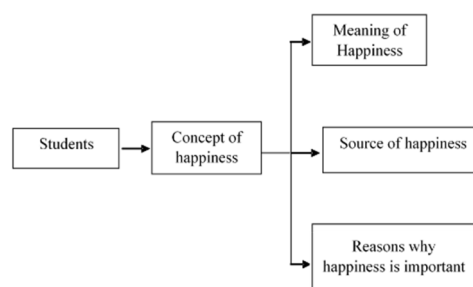 Meaning of
Happiness
Students
Concept of
happiness
Source of happiness
Reasons why
happiness is important